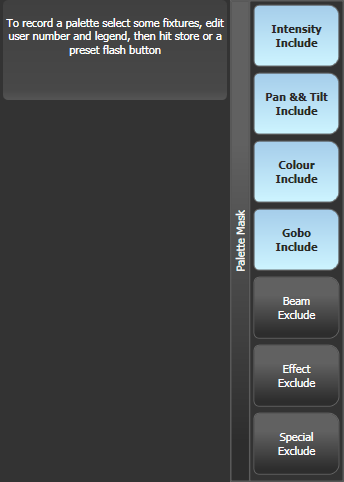 To record a palette select some fixtures, edit
user number and legend, then hit store or a
preset flash button
Palette Mask
Intensity
Include
Pan && Tilt
Include
Colour
Include
Gobo
Include
Beam
Exclude
Effect
Exclude
Special
Exclude